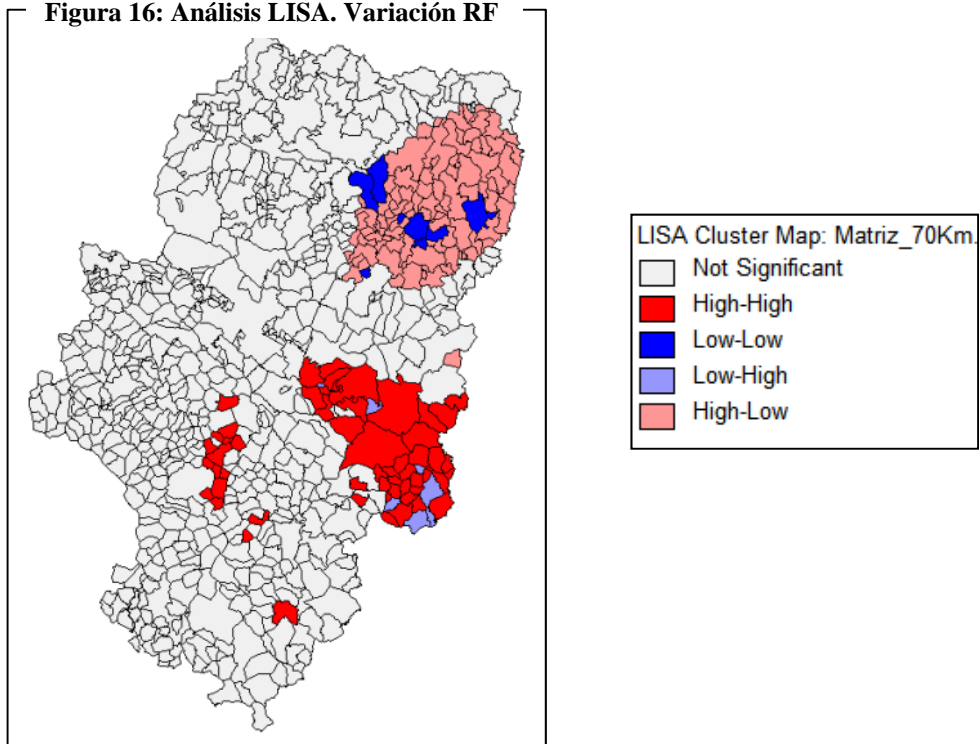 Figura 16: Análisis LISA. Variación RF
LISA Cluster Map: Matriz_70Km.
Not Significant
High-High
Low-Low
Low-High
High-Low